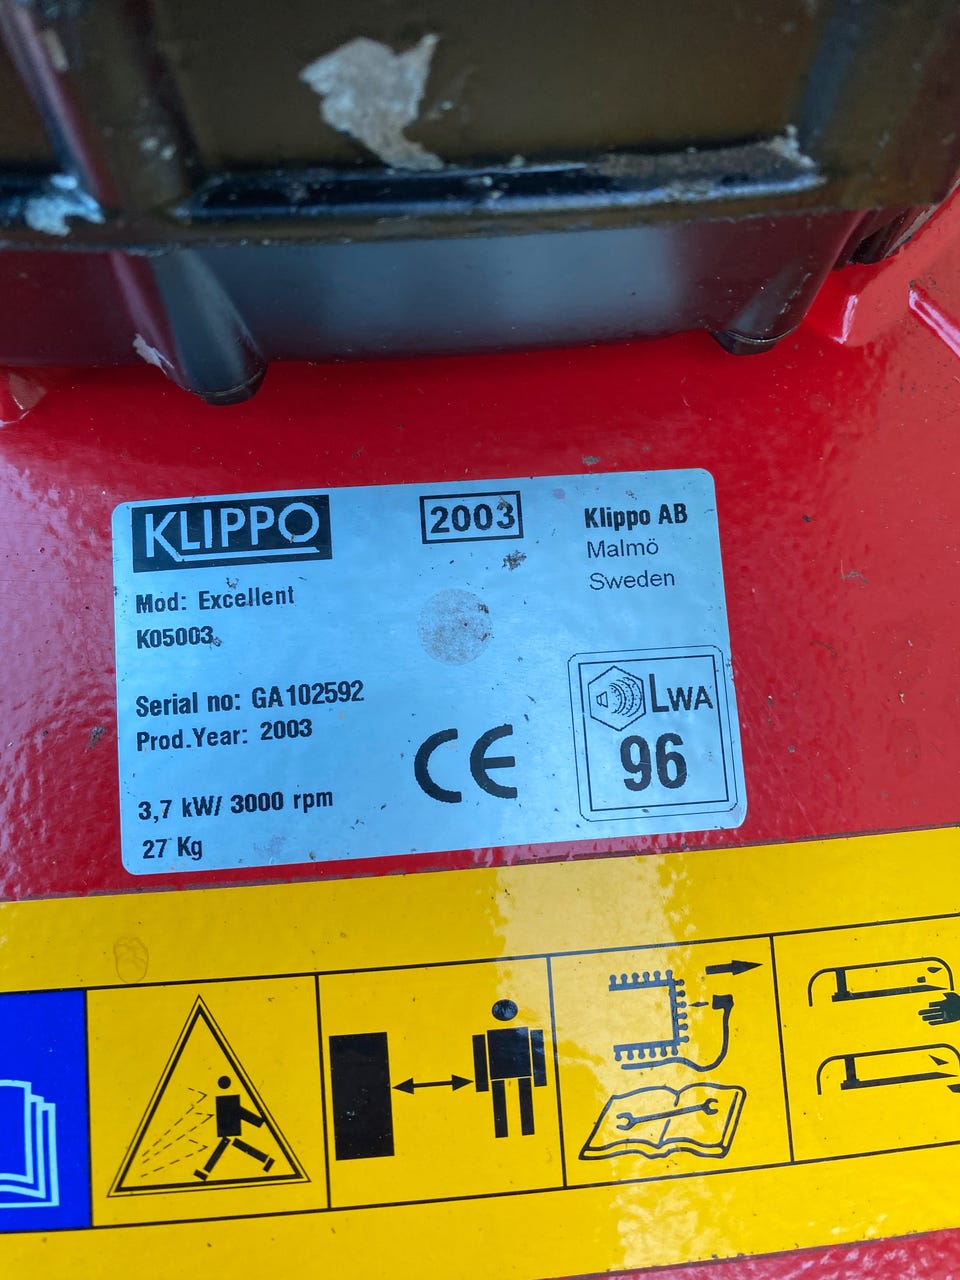 KLIPPO
2003
Klippo AB
Malmö
Sweden
Mod: Excellent
K05003
Serial no: GA102592
Prod.Year: 2003
3,7 kW/ 3000 rpm
27 Kg
CE
LWA
96